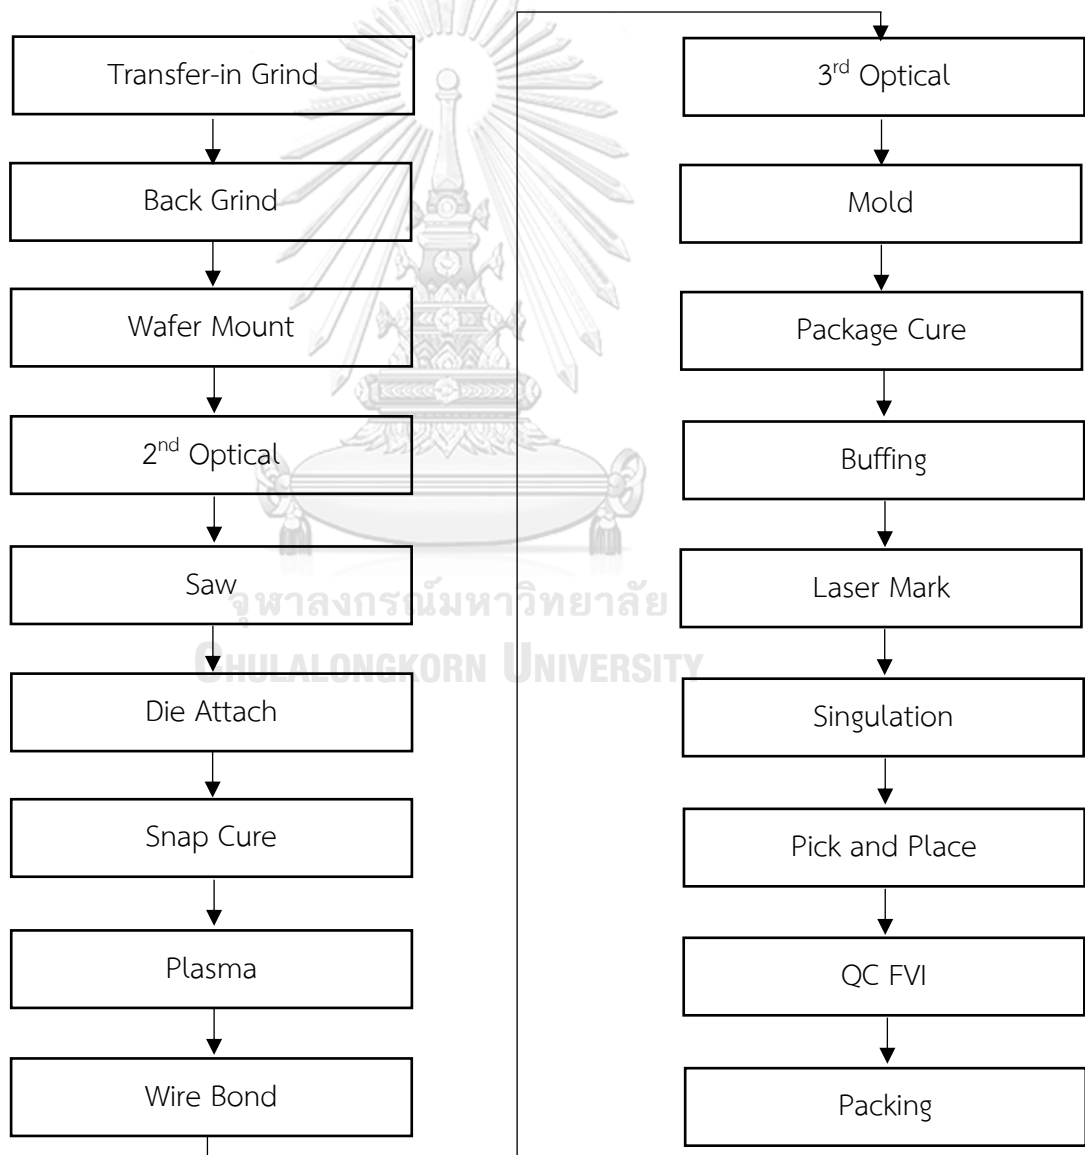 Transfer-in Grind
Back Grind
Wafer Mount
2nd Optical
Saw
Die Attach
Snap Cure
Plasma
Wire Bond
3rd Optical
Mold
Package Cure
Buffing
Laser Mark
Singulation
Pick and Place
QC FVI
Packing
จุฬาลงกรณ์มหาวิทยาลัย
CHULALONGKORN UNIVERSITY